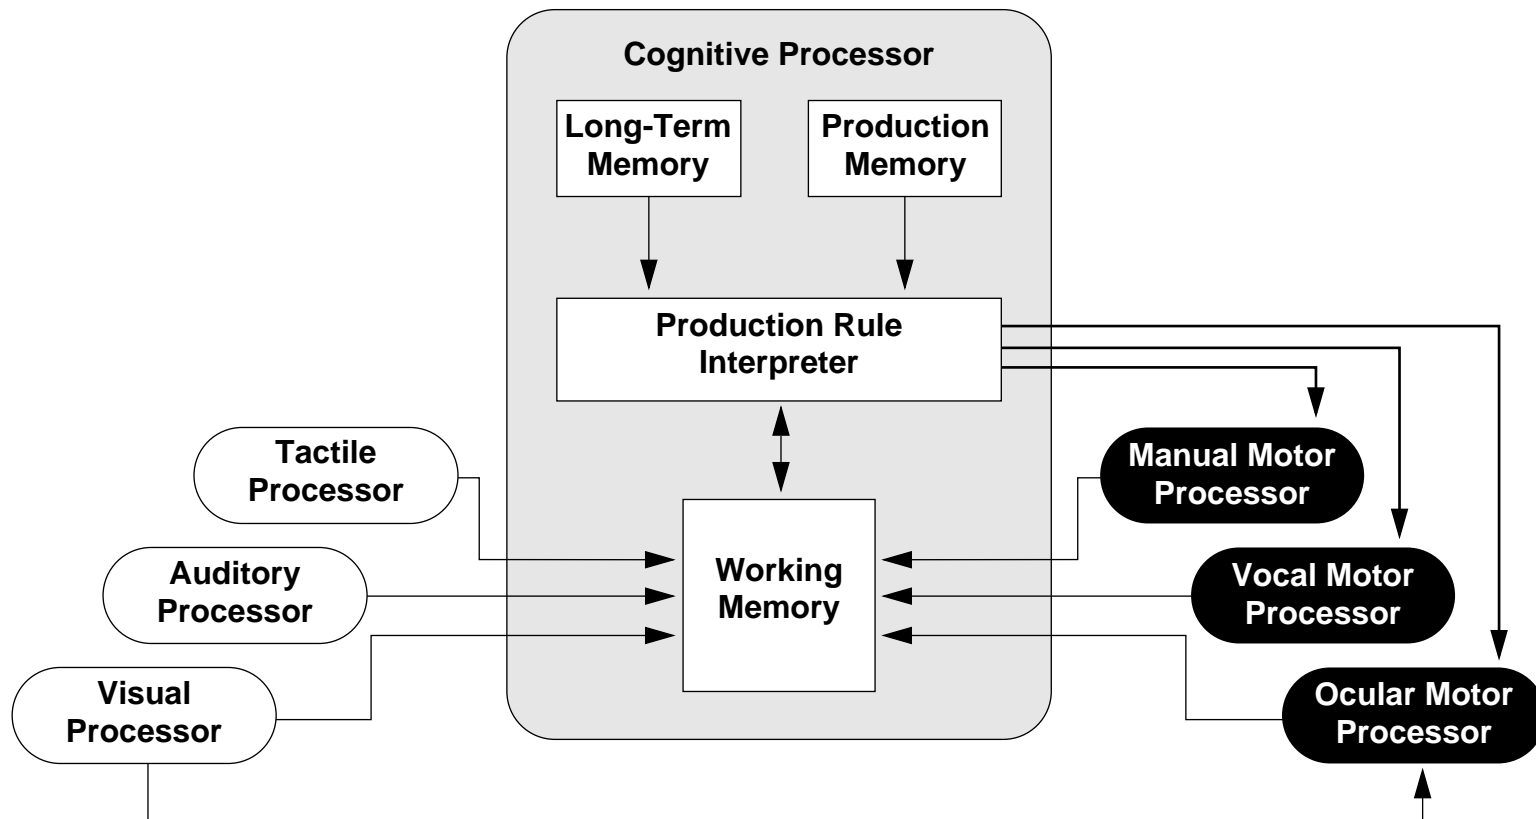 Cognitive Processor
Long-Term
Memory
Production
Memory
Production Rule
Interpreter
Tactile
Processor
Manual Motor
Processor
Auditory
Processor
Working
Memory
Vocal Motor
Processor
Visual
Processor
Ocular Motor
Processor